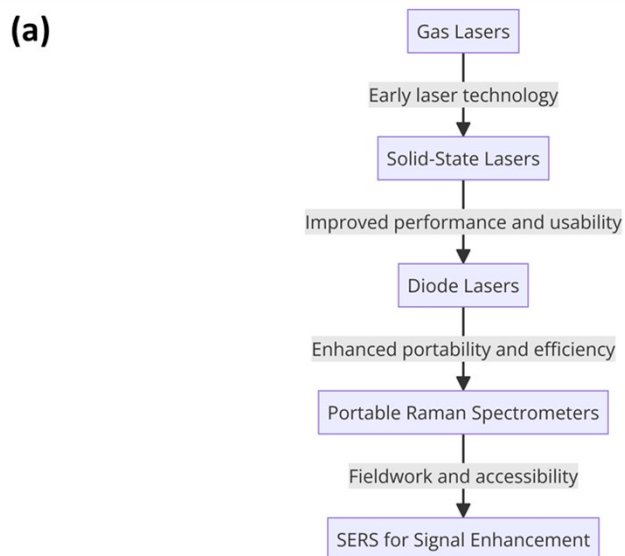 (a)
Gas Lasers
Early laser technology
Solid-State Lasers
Improved performance and usability
Diode Lasers
Enhanced portability and efficiency
Portable Raman Spectrometers
Fieldwork and accessibility
SERS for Signal Enhancement